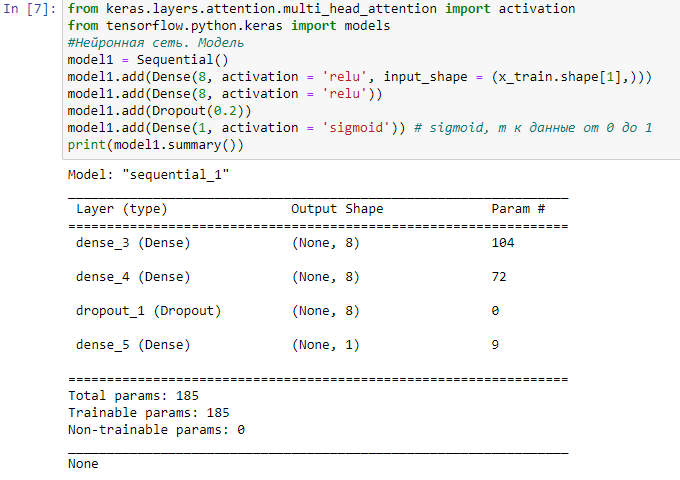 In [7]: from keras.layers.attention.multi_head_attention import activation
from tensorflow.python.keras import models
#Нейронная сеть. Модель
model1 = Sequential()
model1.add(Dense(8, activation = 'relu', input_shape = (x_train.shape[1],)))
model1.add(Dense(8, activation = 'relu'))
model1.add(Dropout(0.2))
model1.add(Dense(1, activation = 'sigmoid')) # sigmoid, т к данные от 0 до 1
print(model1.summary())
Model: "sequential_1"
_________________________________________________________________
Layer (type) Output Shape Param #
=================================================================
dense_3 (Dense) (None, 8) 104
dense_4 (Dense) (None, 8) 72
dropout_1 (Dropout) (None, 8) 0
dense_5 (Dense) (None, 1) 9
=================================================================
Total params: 185
Trainable params: 185
Non-trainable params: 0
_________________________________________________________________
None